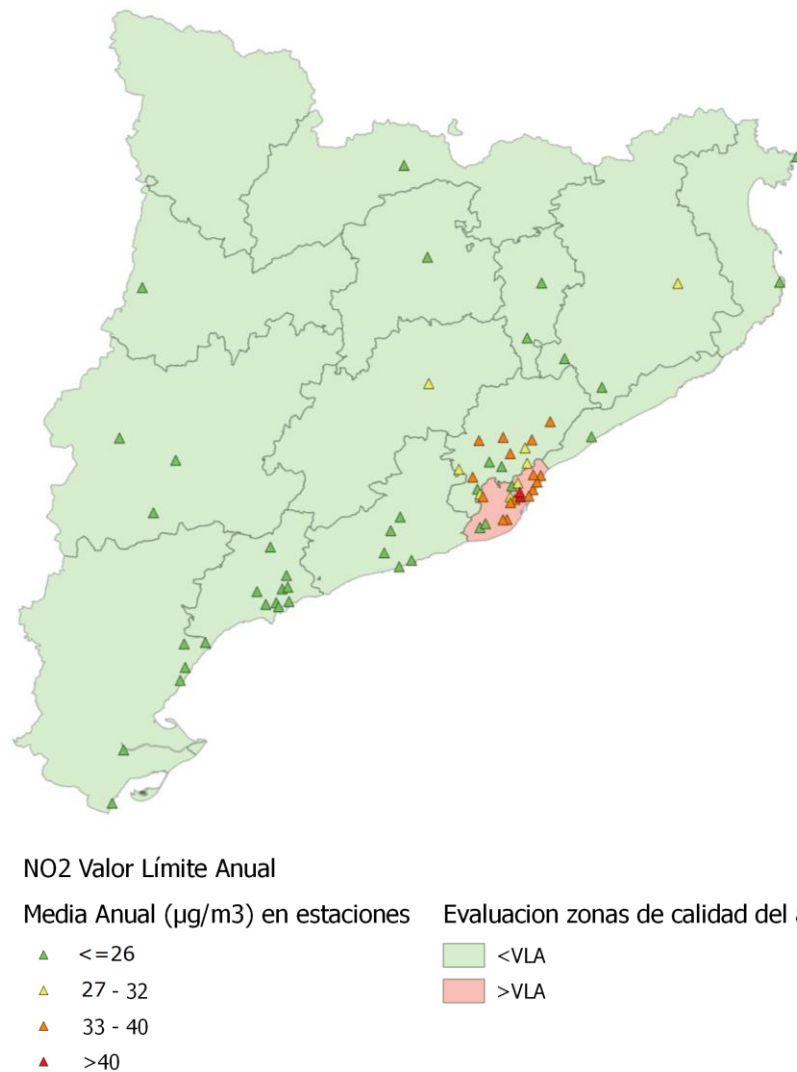 NO2 Valor Límite Anual
Media Anual (µg/m3) en estaciones
<=26
27 - 32
33 - 40
>40
Evaluacion zonas de calidad del a
<VLA
>VLA